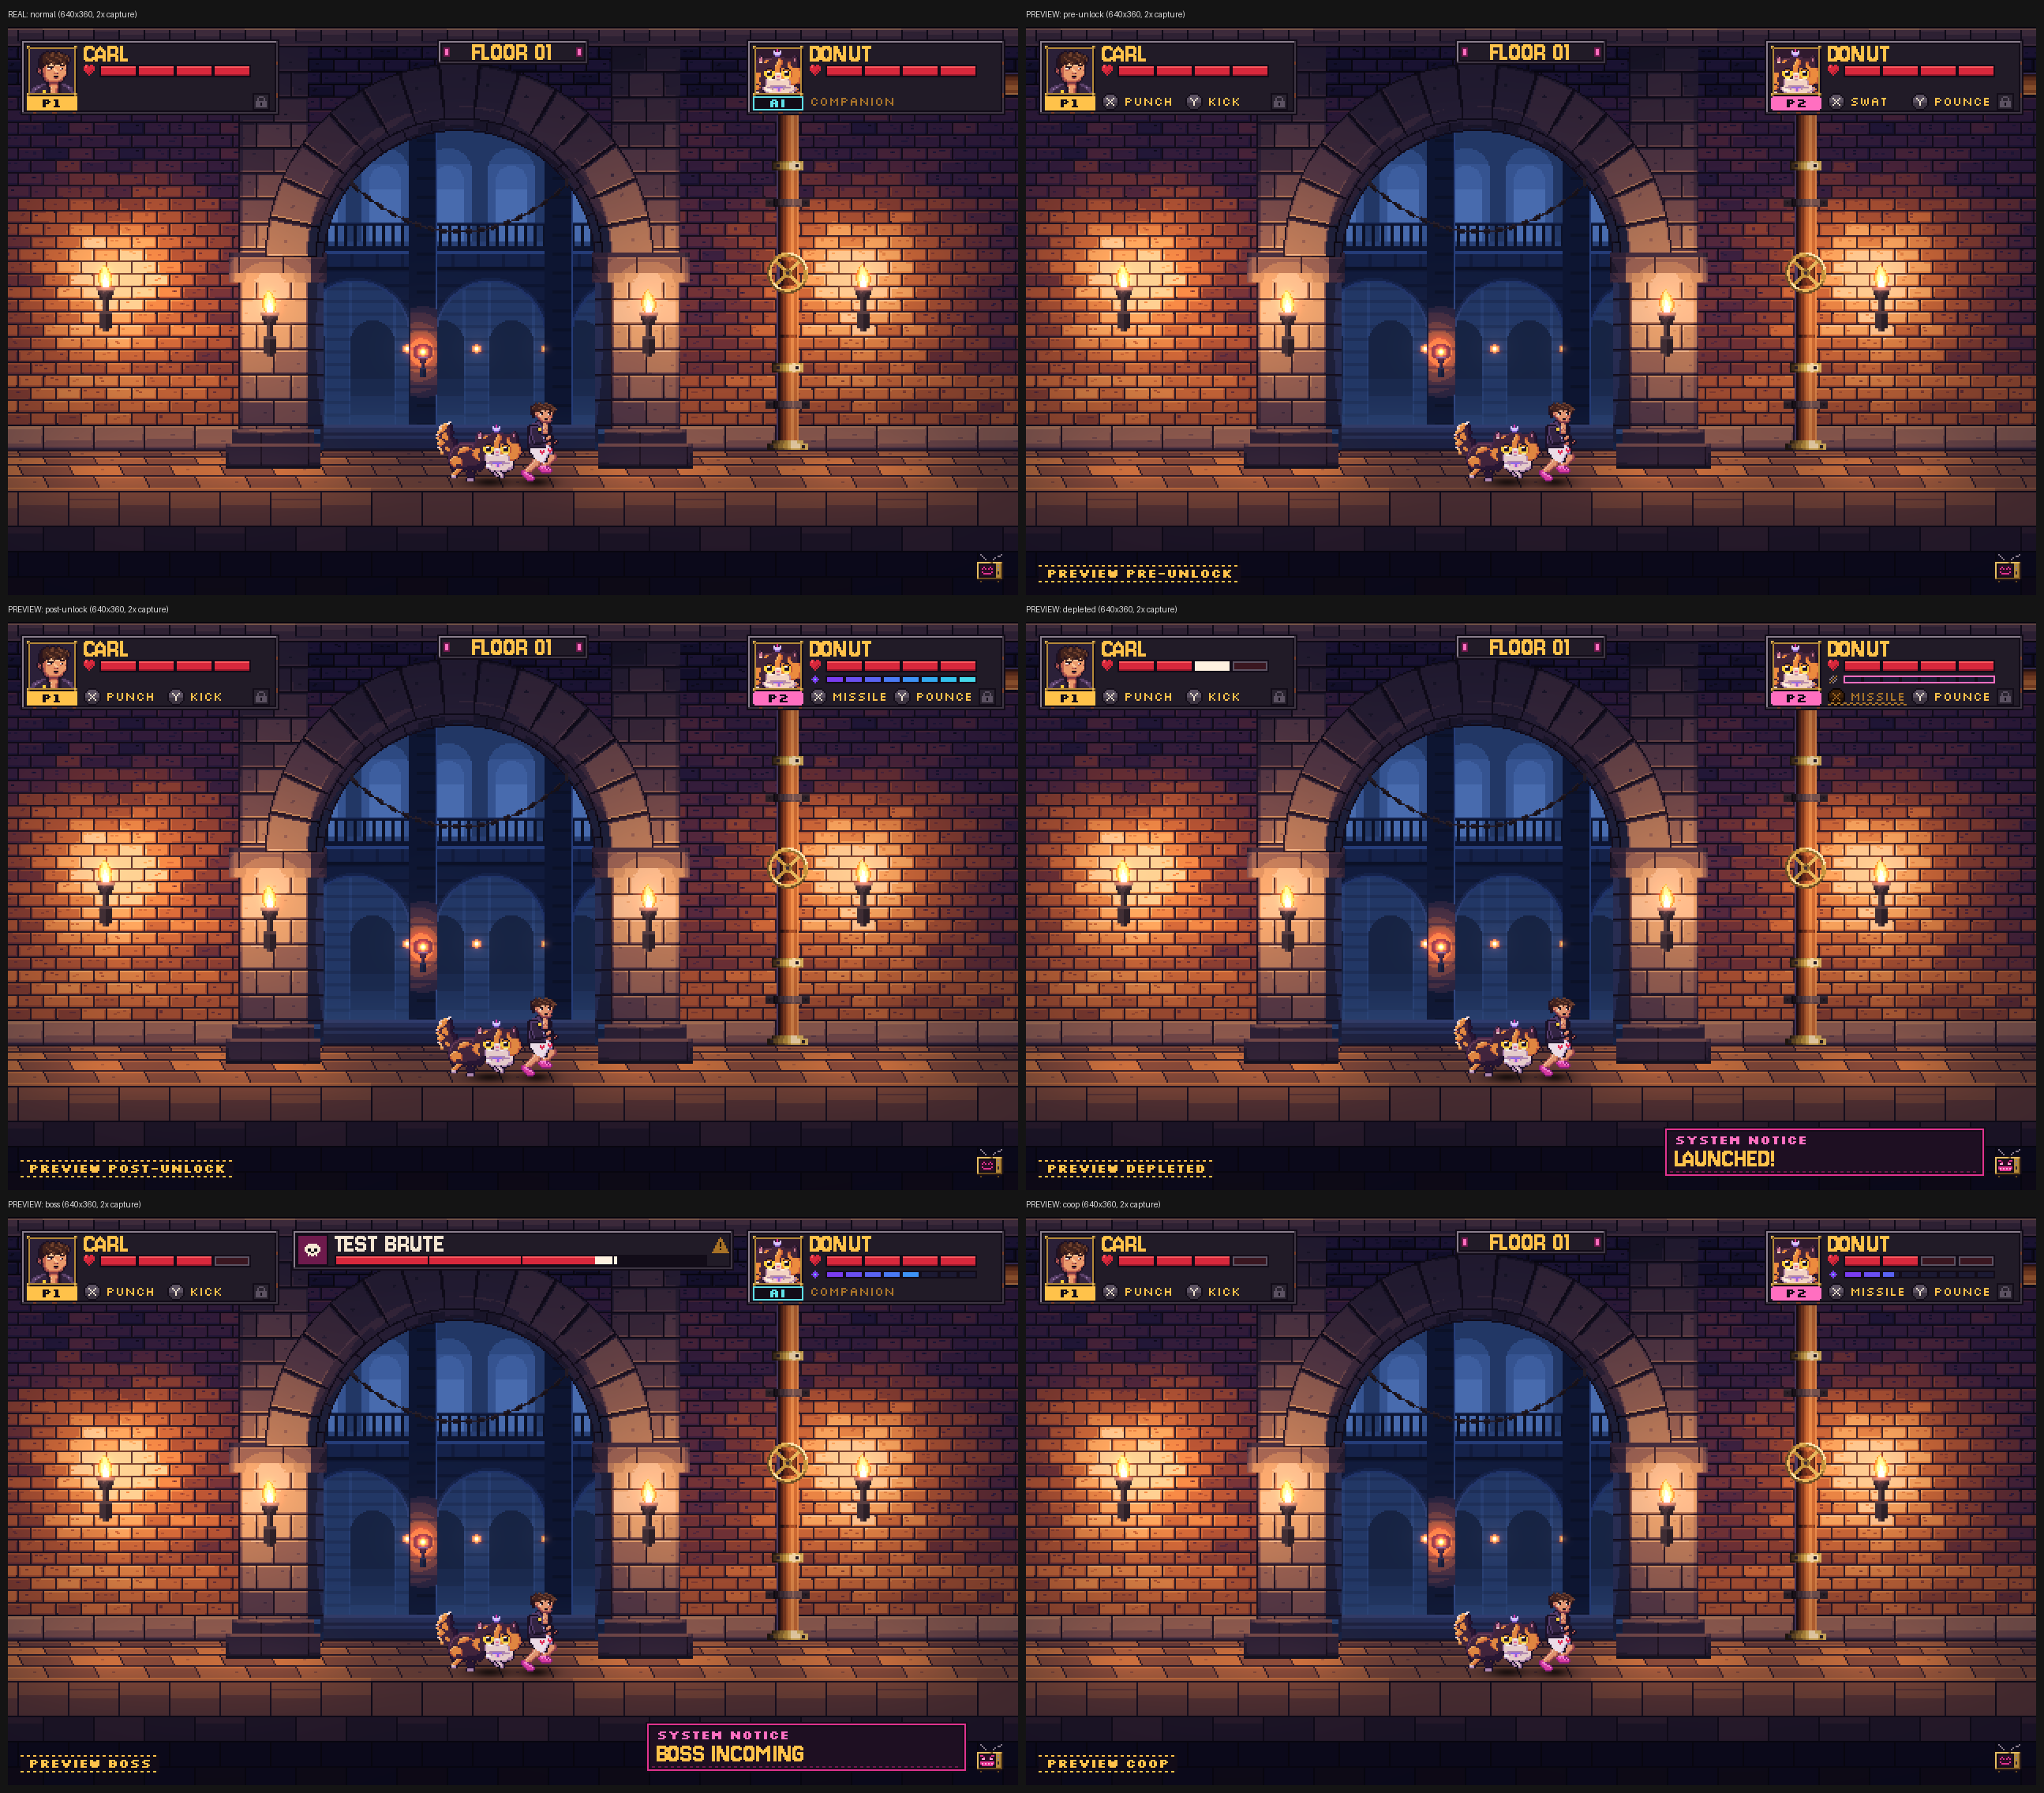 REAL: normal (640x360, 2x capture)
CARL
P1
FLOOR 01
DONUT
AI COMPANION
PREVIEW: pre-unlock (640x360, 2x capture)
CARL
P1 X PUNCH Y KICK
FLOOR 01
DONUT
P2 X SWAT Y POUNCE
PREVIEW PRE-UNLOCK
PREVIEW: post-unlock (640x360, 2x capture)
CARL
P1 X PUNCH Y KICK
FLOOR 01
DONUT
P2 X MISSILE Y POUNCE
PREVIEW POST-UNLOCK
PREVIEW: depleted (640x360, 2x capture)
CARL
P1 X PUNCH Y KICK
FLOOR 01
DONUT
P2 X MISSILE Y POUNCE
SYSTEM NOTICE
LAUNCHED!
PREVIEW DEPLETED
PREVIEW: boss (640x360, 2x capture)
CARL
P1 X PUNCH Y KICK
TEST BRUTE
DONUT
AI COMPANION
SYSTEM NOTICE
BOSS INCOMING
PREVIEW BOSS
PREVIEW: coop (640x360, 2x capture)
CARL
P1 X PUNCH Y KICK
FLOOR 01
DONUT
P2 X MISSILE Y POUNCE
PREVIEW COOP